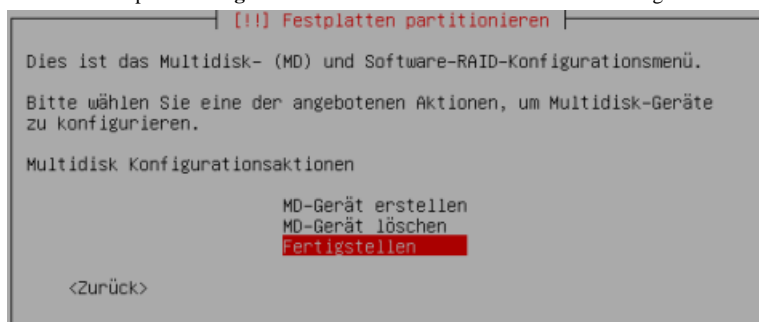 [!!] Festplatten partitionieren
Dies ist das Multidisk- (MD) und Software-RAID-Konfigurationsmenü.
Bitte wählen Sie eine der angebotenen Aktionen, um Multidisk-Geräte
zu konfigurieren.
Multidisk Konfigurationsaktionen
MD-Gerät erstellen
MD-Gerät löschen
Fertigstellen
<Zurück>